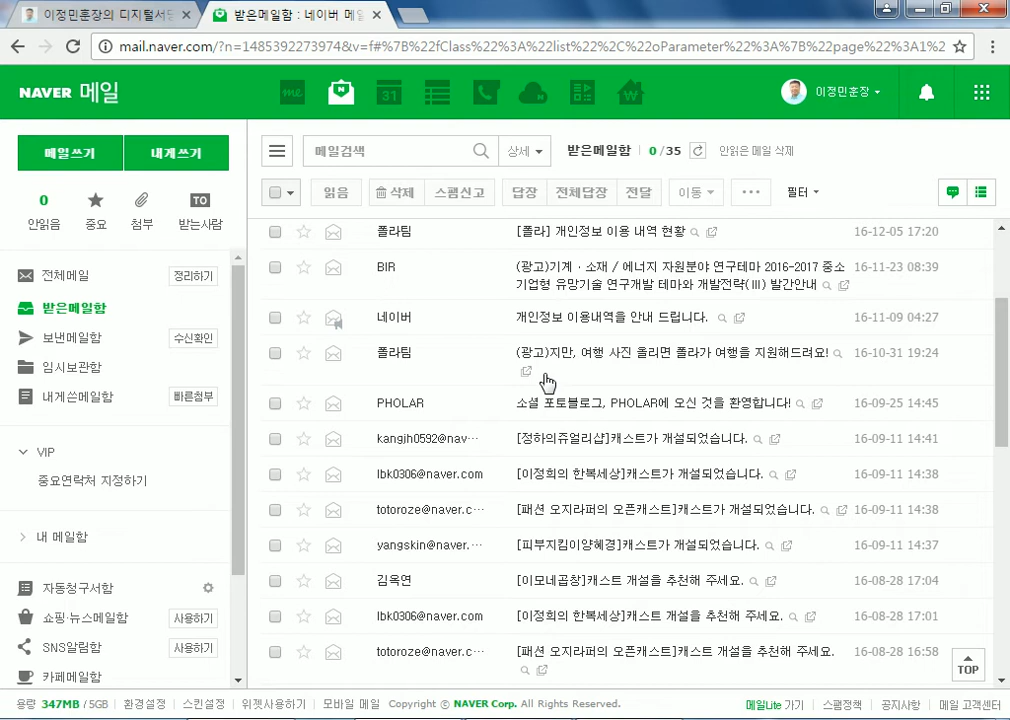 이정민훈장의 디지털서당
받은메일함 : 네이버 메일
mail.naver.com/?n=1485392273974&v=f#%7B%22fClass%22%3A%22list%22%2C%22oParameter%22%3A%7B%22page%22%3A1%2
NAVER 메일
me
31
이정민훈장
메일쓰기
내게쓰기
메일검색
상세
받은메일함
0/35
안읽은 메일 삭제
읽음
삭제
스팸신고
답장
전체답장
전달
이동
필터
0
TO
안읽음
중요
첨부
받는사람
전체메일
정리하기
받은메일함
보낸메일함
수신확인
임시보관함
내게쓴메일함
빠른첨부
VIP
중요연락처 지정하기
내 메일함
자동청구서함
쇼핑·뉴스메일함
사용하기
SNS알림함
사용하기
카페메일함
폴라팀 [폴라] 개인정보 이용 내역 현황 16-12-05 17:20
BIR (광고)기계 · 소재 / 에너지 자원분야 연구테마 2016-2017 중소 16-11-23 08:39
기업형 유망기술 연구개발 테마와 개발전략(Ⅲ) 발간안내
네이버 개인정보 이용내역을 안내 드립니다. 16-11-09 04:27
폴라팀 (광고)지만, 여행 사진 올리면 폴라가 여행을 지원해드려요! 16-10-31 19:24
PHOLAR 소셜 포토블로그, PHOLAR에 오신 것을 환영합니다! 16-09-25 14:45
kangjh0592@nav··· [정하의쥬얼리샵]캐스트가 개설되었습니다. 16-09-11 14:41
lbk0306@naver.com [이정희의 한복세상]캐스트가 개설되었습니다. 16-09-11 14:38
totoroze@naver.c··· [패션 오지라퍼의 오픈캐스트]캐스트가 개설되었습니다. 16-09-11 14:38
yangskin@naver.··· [피부지킴이양혜경]캐스트가 개설되었습니다. 16-09-11 14:37
김옥연 [이모네곱창]캐스트 개설을 추천해 주세요. 16-08-28 17:04
lbk0306@naver.com [이정희의 한복세상]캐스트 개설을 추천해 주세요. 16-08-28 17:01
totoroze@naver.c··· [패션 오지라퍼의 오픈캐스트]캐스트 개설을 추천해 주세요. 16-08-28 16:58
TOP
용량 347MB / 5GB
환경설정
스킨설정
위젯사용하기
모바일 메일
Copyright © NAVER Corp. All Rights Reserved.
메일Lite 가기
스팸정책
공지사항
메일 고객센터